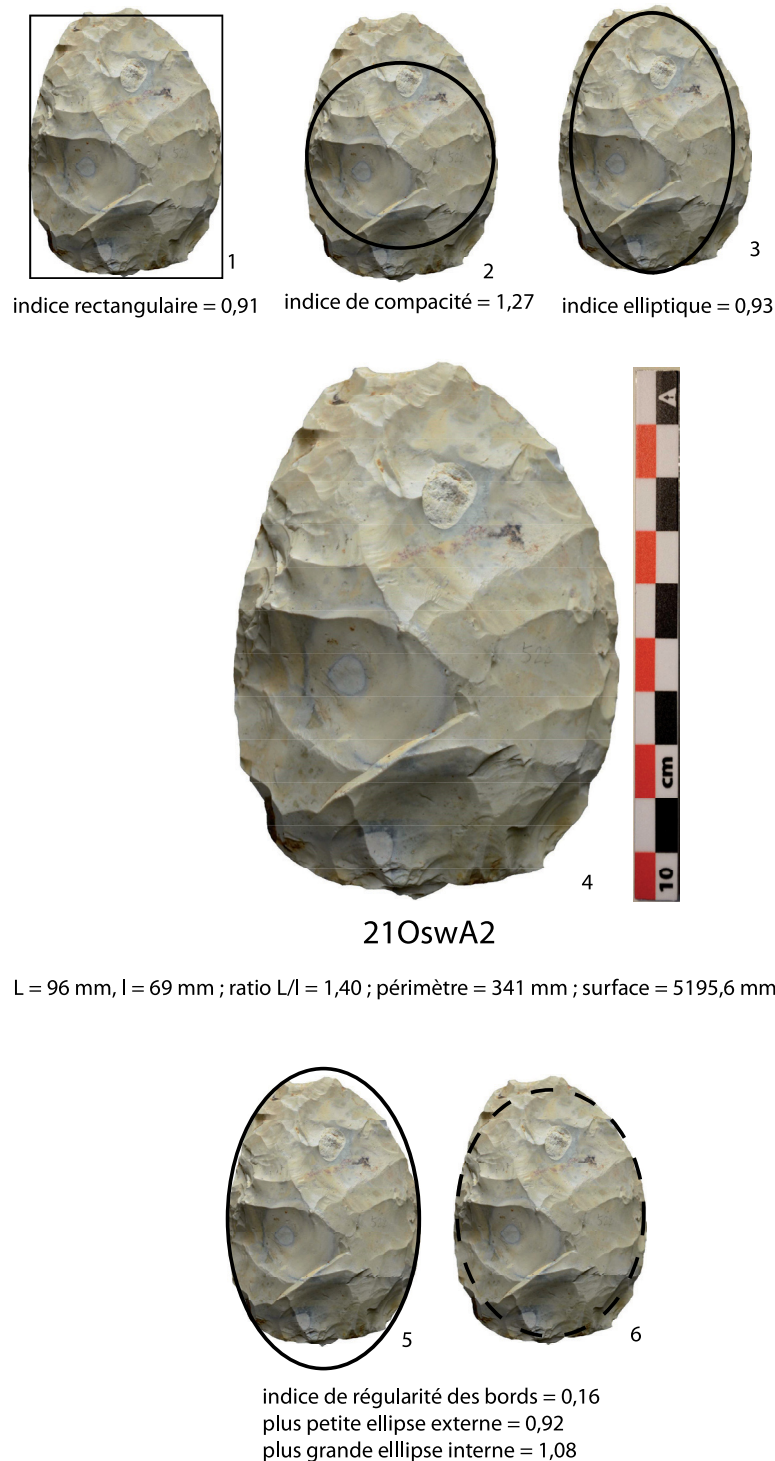 1
2
3
indice rectangulaire = 0,91
indice de compacité = 1,27
indice elliptique = 0,93
A
cm
10
4
21OswA2
L = 96 mm, l = 69 mm ; ratio L/l = 1,40 ; périmètre = 341 mm ; surface = 5195,6 mm
5
6
indice de régularité des bords = 0,16
plus petite ellipse externe = 0,92
plus grande elllipse interne = 1,08